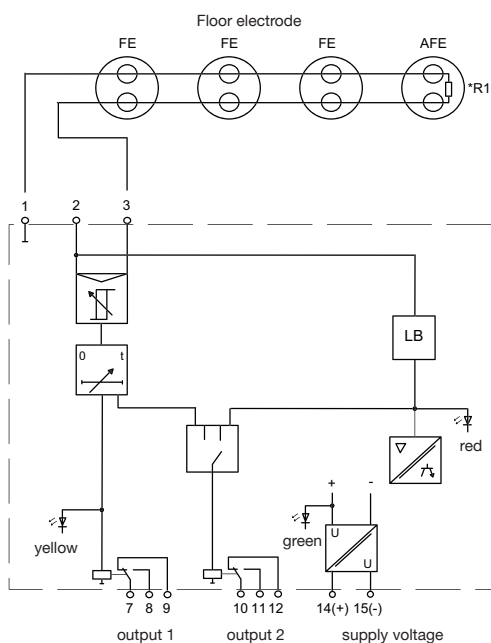 Floor electrode
FE FE FE AFE
*R1
1 2 3
0 t
LB
red
+ -
yellow
green
U
U
7 8 9 10 11 12 14(+) 15(-)
output 1 output 2 supply voltage